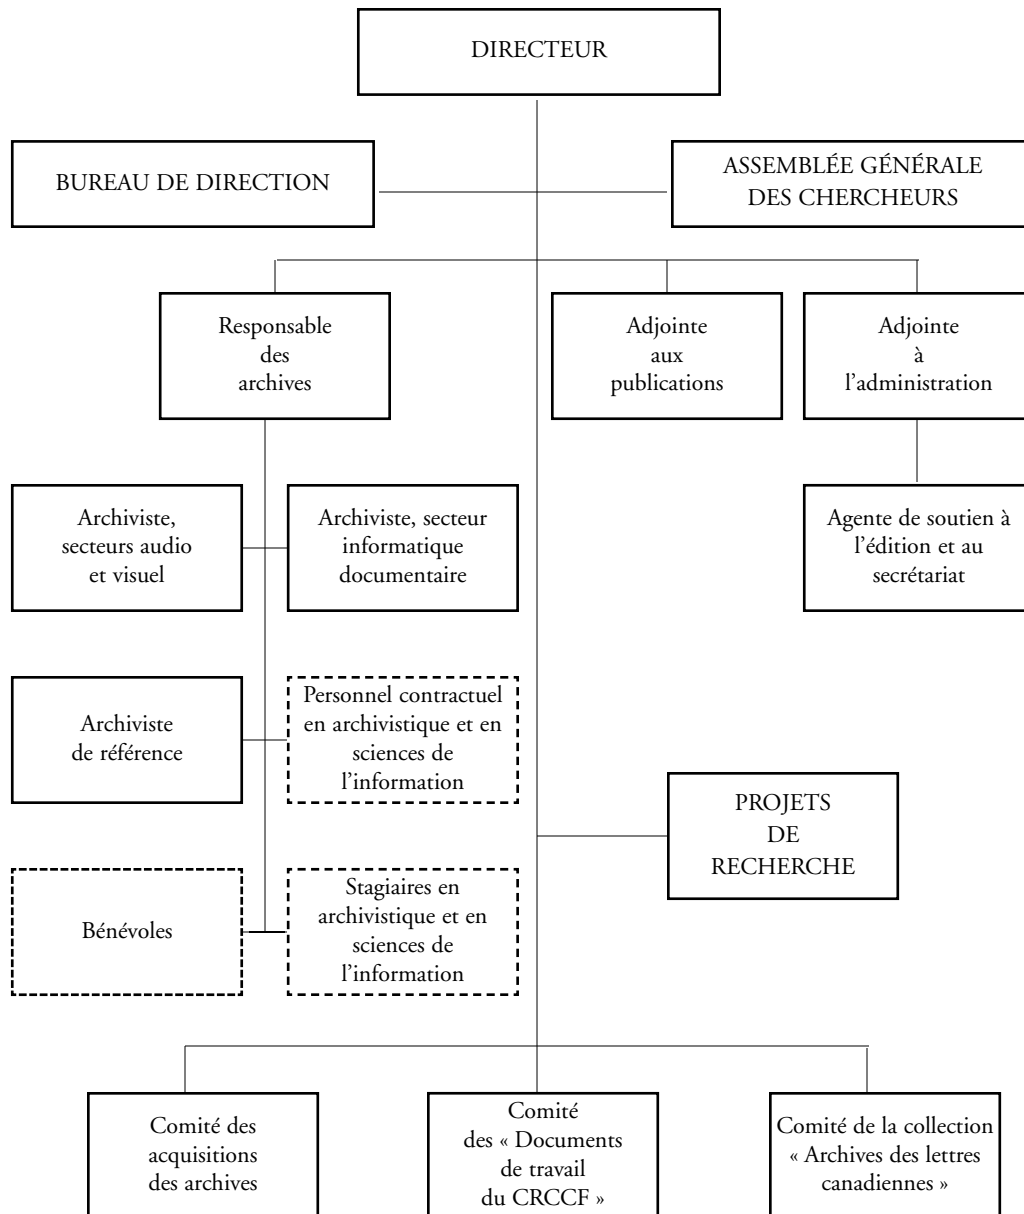 DIRECTEUR
BUREAU DE DIRECTION
ASSEMBLÉE GÉNÉRALE
DES CHERCHEURS
Responsable
des
archives
Adjointe
aux
publications
Adjointe
à
l’administration
Archiviste,
secteurs audio
et visuel
Archiviste, secteur
informatique
documentaire
Agente de soutien à
l’édition et au
secrétariat
Archiviste
de référence
Personnel contractuel
en archivistique et en
sciences de
l’information
PROJETS
DE
RECHERCHE
Bénévoles
Stagiaires en
archivistique et en
sciences de
l’information
Comité des
acquisitions
des archives
Comité
des « Documents
de travail
du CRCCF »
Comité de la collection
« Archives des lettres
canadiennes »